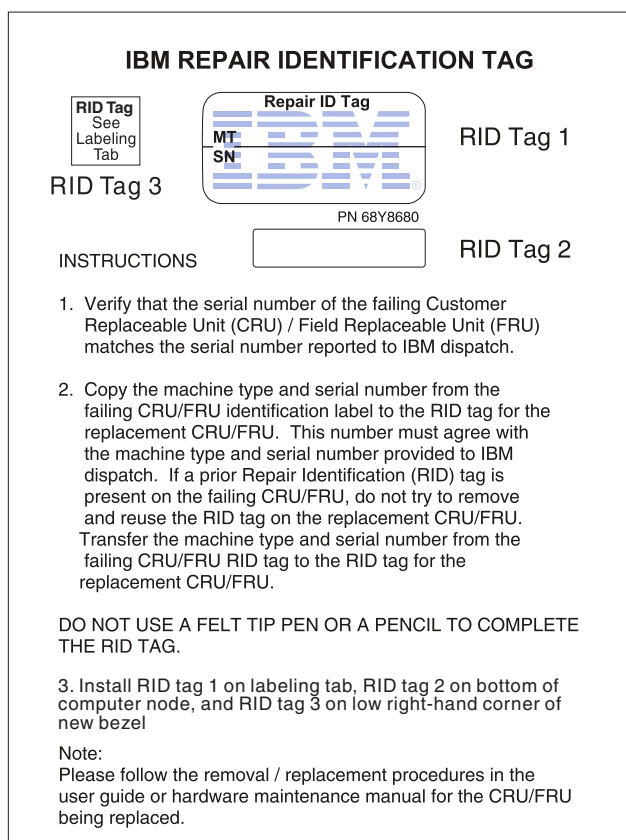 IBM REPAIR IDENTIFICATION TAG
RID Tag
See
Labeling
Tab
RID Tag 3
Repair ID Tag
MT
SN
IBM
®
RID Tag 1
PN 68Y8680
RID Tag 2
INSTRUCTIONS
1. Verify that the serial number of the failing Customer
Replaceable Unit (CRU) / Field Replaceable Unit (FRU)
matches the serial number reported to IBM dispatch.
2. Copy the machine type and serial number from the
failing CRU/FRU identification label to the RID tag for the
replacement CRU/FRU. This number must agree with
the machine type and serial number provided to IBM
dispatch. If a prior Repair Identification (RID) tag is
present on the failing CRU/FRU, do not try to remove
and reuse the RID tag on the replacement CRU/FRU.
Transfer the machine type and serial number from the
failing CRU/FRU RID tag to the RID tag for the
replacement CRU/FRU.
DO NOT USE A FELT TIP PEN OR A PENCIL TO COMPLETE
THE RID TAG.
3. Install RID tag 1 on labeling tab, RID tag 2 on bottom of
computer node, and RID tag 3 on low right-hand corner of
new bezel
Note:
Please follow the removal / replacement procedures in the
user guide or hardware maintenance manual for the CRU/FRU
being replaced.